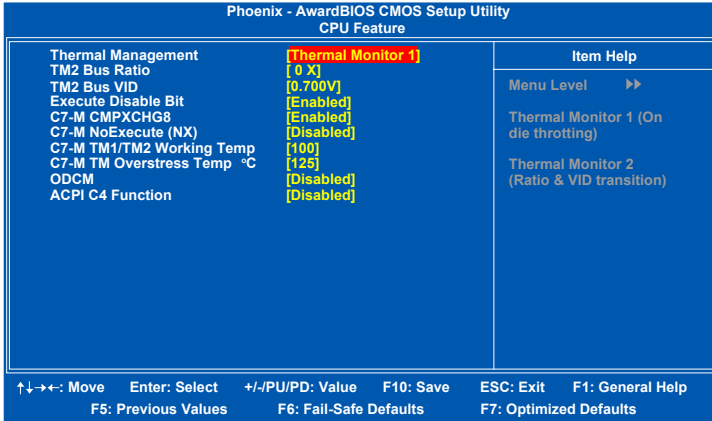 Phoenix - AwardBIOS CMOS Setup Utility
CPU Feature
Thermal Management [Thermal Monitor 1]
TM2 Bus Ratio [ 0 X]
TM2 Bus VID [0.700V]
Execute Disable Bit [Enabled]
C7-M CMPXCHG8 [Enabled]
C7-M NoExecute (NX) [Disabled]
C7-M TM1/TM2 Working Temp [100]
C7-M TM Overstress Temp °C [125]
ODCM [Disabled]
ACPI C4 Function [Disabled]
Item Help
Menu Level ▶▶
Thermal Monitor 1 (On
die throtting)
Thermal Monitor 2
(Ratio & VID transition)
↑↓→←: Move Enter: Select +/-/PU/PD: Value F10: Save ESC: Exit F1: General Help
F5: Previous Values F6: Fail-Safe Defaults F7: Optimized Defaults